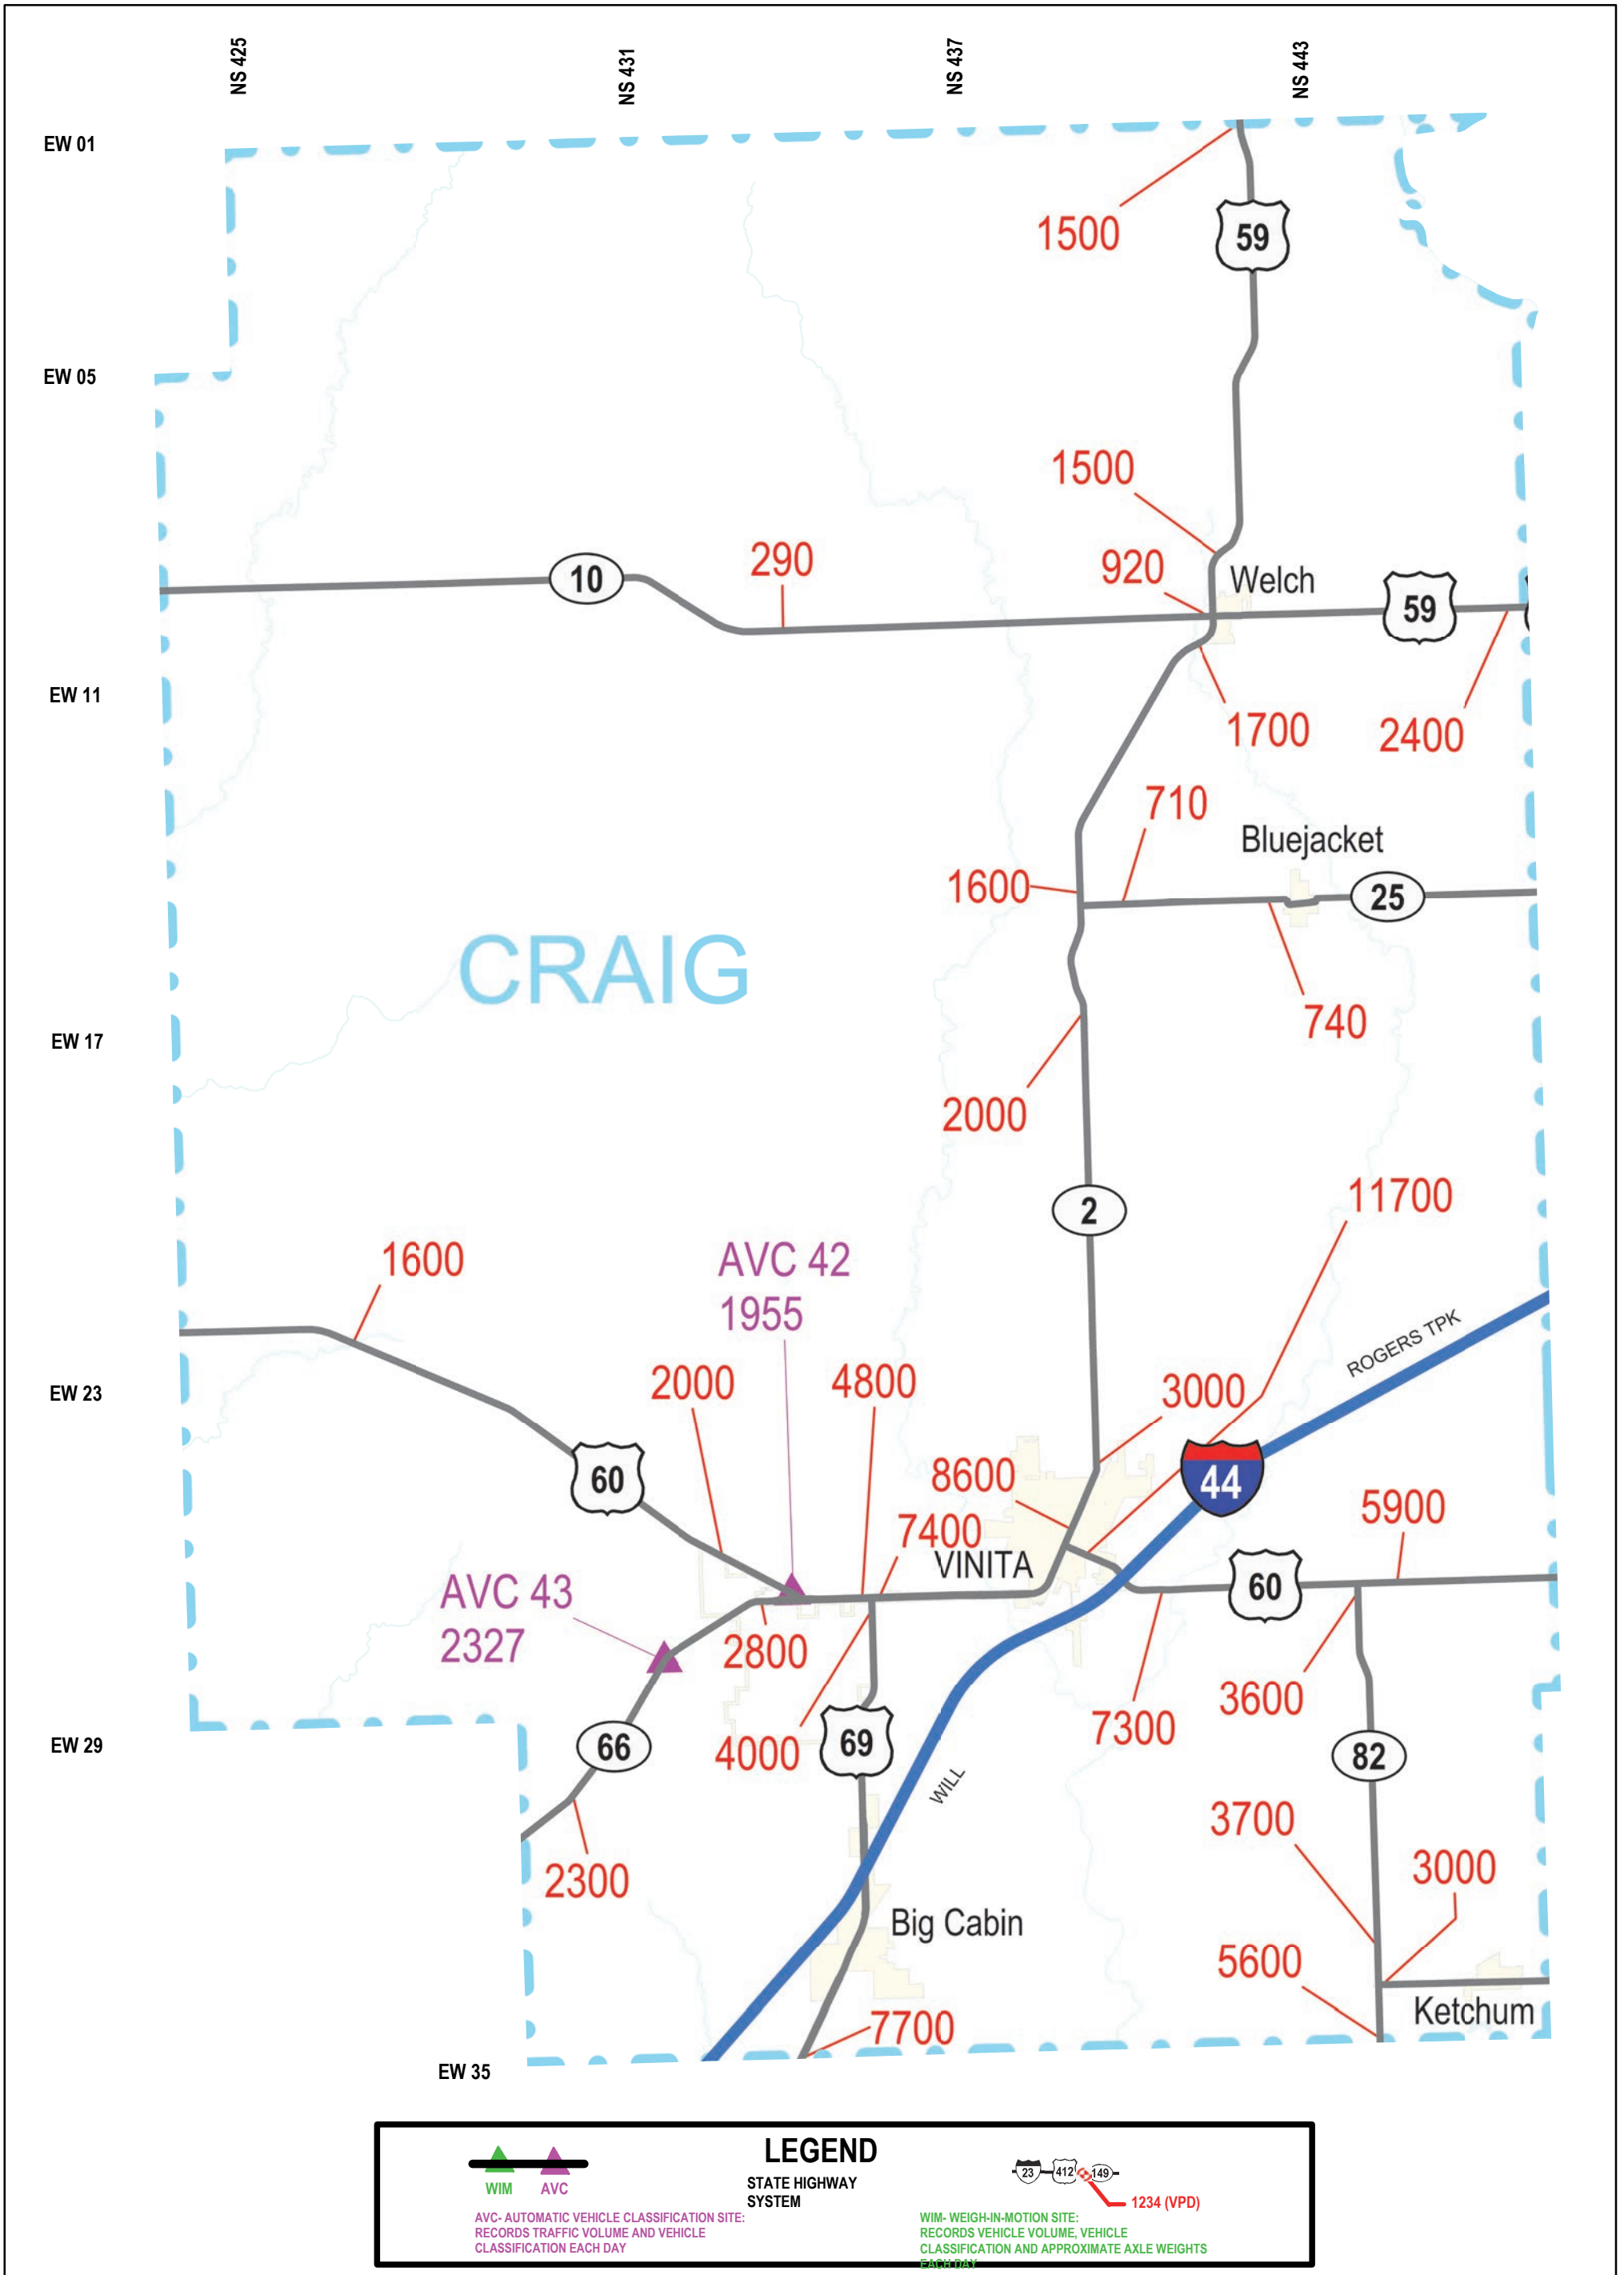 NS 425
NS 431
NS 437
NS 443
EW 01
1500
59
EW 05
1500
290
920
10
Welch
59
EW 11
1700
2400
710
Bluejacket
1600
25
CRAIG
740
EW 17
2000
11700
2
1600
AVC 42
1955
ROGERS TPK
2000
4800
3000
EW 23
8600
44
60
5900
7400
VINITA
60
AVC 43
2327
2800
3600
7300
EW 29
66
4000
69
82
WILL
3700
2300
3000
Big Cabin
5600
Ketchum
7700
EW 35
LEGEND
WIM AVC
STATE HIGHWAY
SYSTEM
23 412 149
1234 (VPD)
AVC- AUTOMATIC VEHICLE CLASSIFICATION SITE:
RECORDS TRAFFIC VOLUME AND VEHICLE
CLASSIFICATION EACH DAY
WIM- WEIGH-IN-MOTION SITE:
RECORDS VEHICLE VOLUME, VEHICLE
CLASSIFICATION AND APPROXIMATE AXLE WEIGHTS
EACH DAY